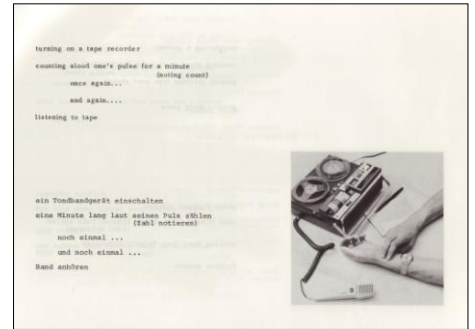 turning on a tape recorder
counting aloud one's pulse for a minute
(noting count)
once again...
and again....
listening to tape
ein Tondbandgerät einschalten
eine Minute lang laut seinen Puls zählen
(Zahl notieren)
noch einmal ...
und noch einmal ...
Band anhören